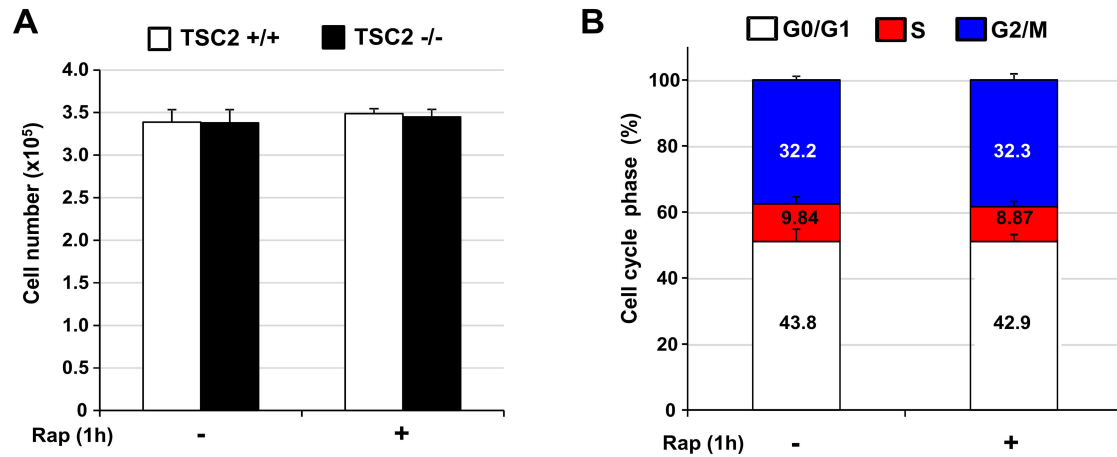 A
TSC2 +/+ TSC2 -/-
4.0
3.5
3.0
2.5
2.0
1.5
1.0
0.5
0
Cell number (x10⁵)
Rap (1h) - +
B
G0/G1 S G2/M
100
80
60
40
20
0
Cell cycle phase (%)
32.2 32.3
9.84 8.87
43.8 42.9
Rap (1h) - +